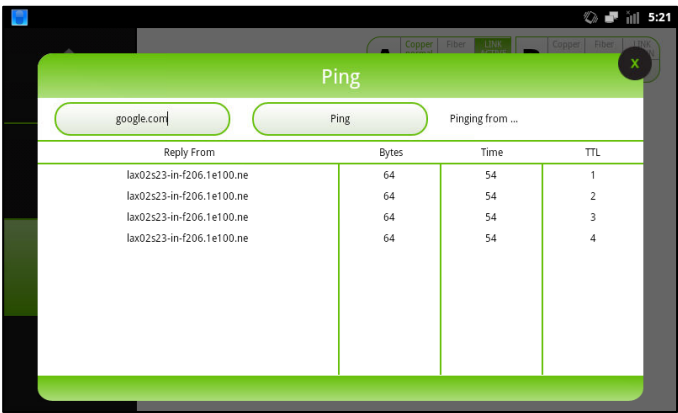 5:21
Copper Fiber LINK Copper Fiber LINK
ACTIVE
Ping
X
google.com Ping Pinging from ...
Reply From Bytes Time TTL
lax02s23-in-f206.1e100.ne 64 54 1
lax02s23-in-f206.1e100.ne 64 54 2
lax02s23-in-f206.1e100.ne 64 54 3
lax02s23-in-f206.1e100.ne 64 54 4